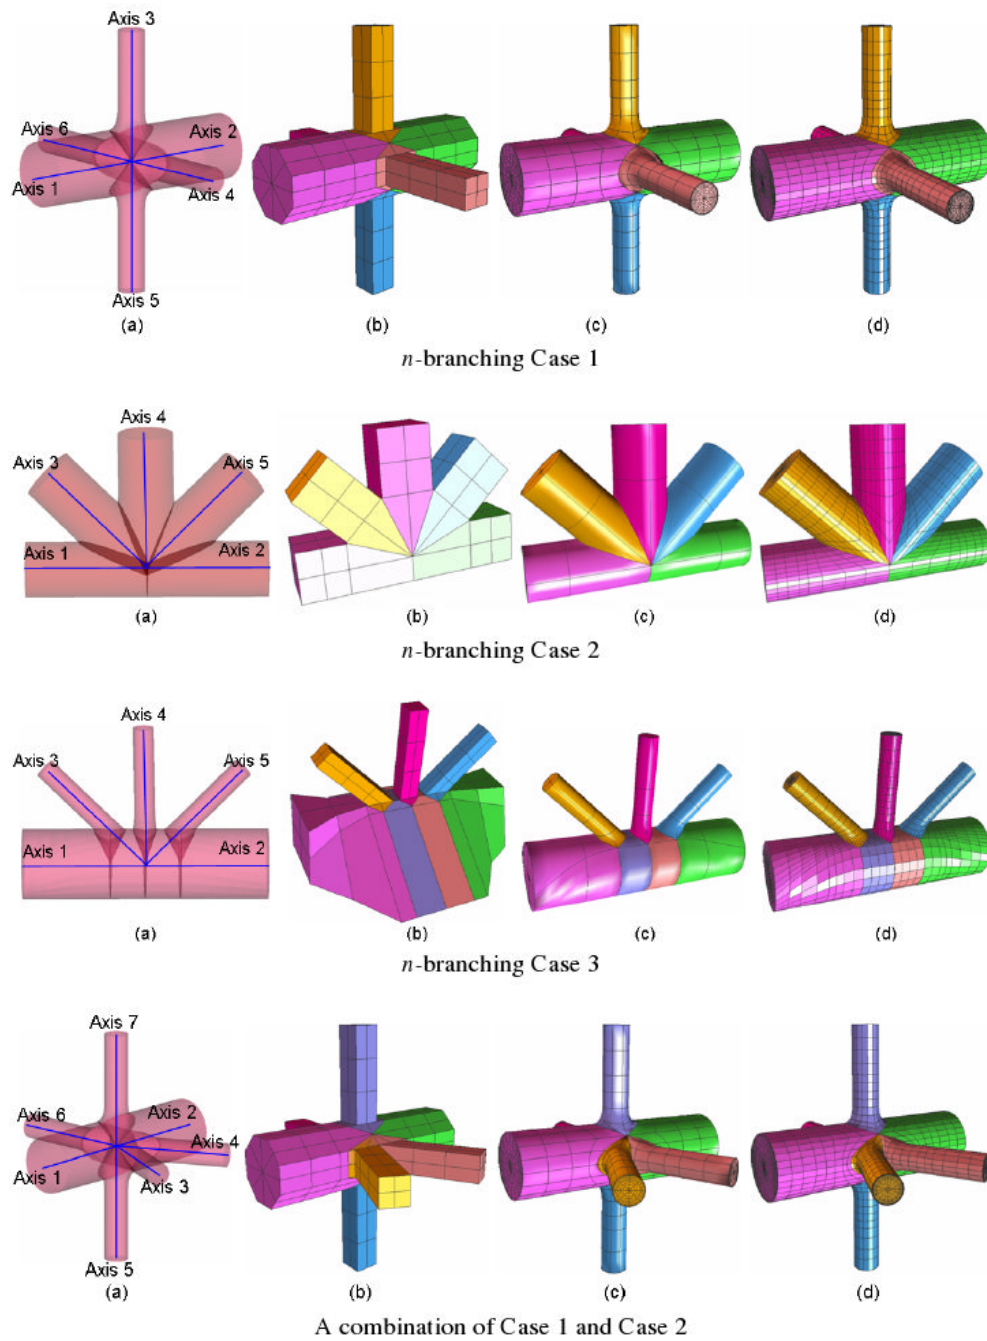 Axis 3
Axis 6
Axis 2
Axis 1
Axis 4
Axis 5
(a)
(b)
(c)
(d)
n-branching Case 1
Axis 4
Axis 3
Axis 5
Axis 1
Axis 2
(a)
(b)
(c)
(d)
n-branching Case 2
Axis 4
Axis 3
Axis 5
Axis 1
Axis 2
(a)
(b)
(c)
(d)
n-branching Case 3
Axis 7
Axis 6
Axis 2
Axis 4
Axis 1
Axis 3
Axis 5
(a)
(b)
(c)
(d)
A combination of Case 1 and Case 2